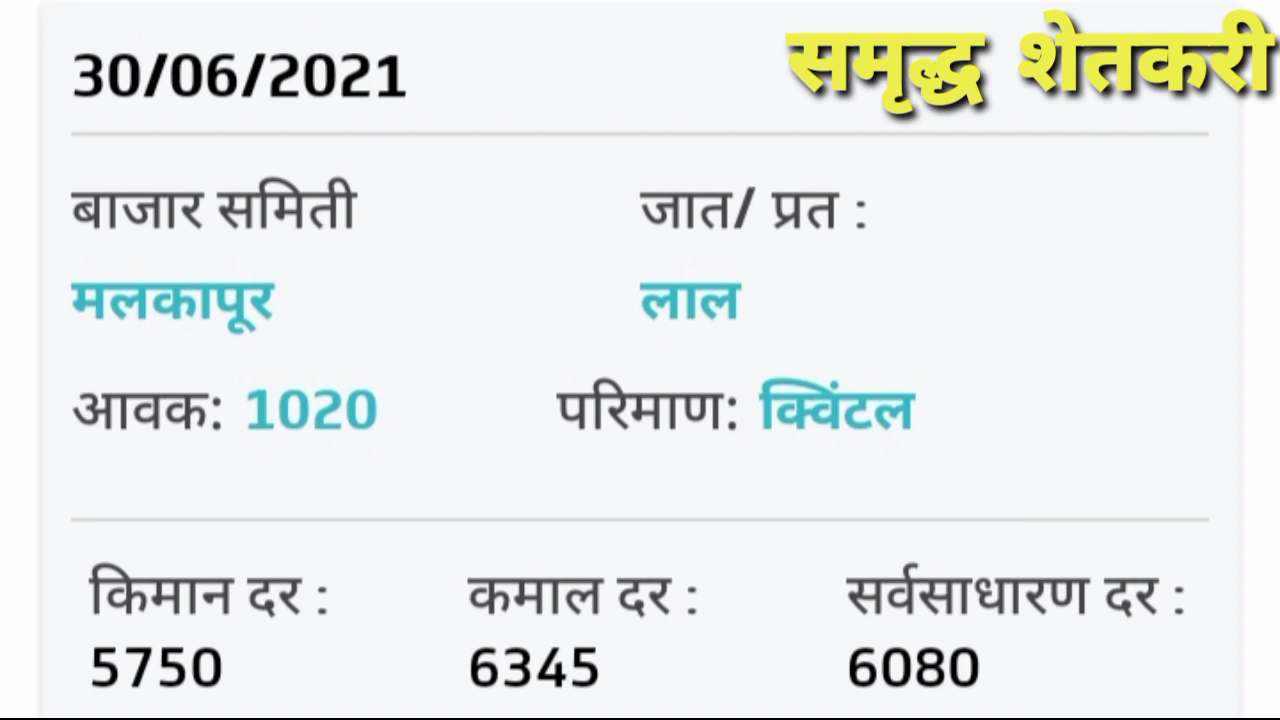 30/06/2021
समृद्ध शेतकरी
बाजार समिती
जात/ प्रत :
मलकापूर
लाल
आवक: 1020
परिमाण: क्विंटल
किमान दर :
कमाल दर :
सर्वसाधारण दर :
5750
6345
6080